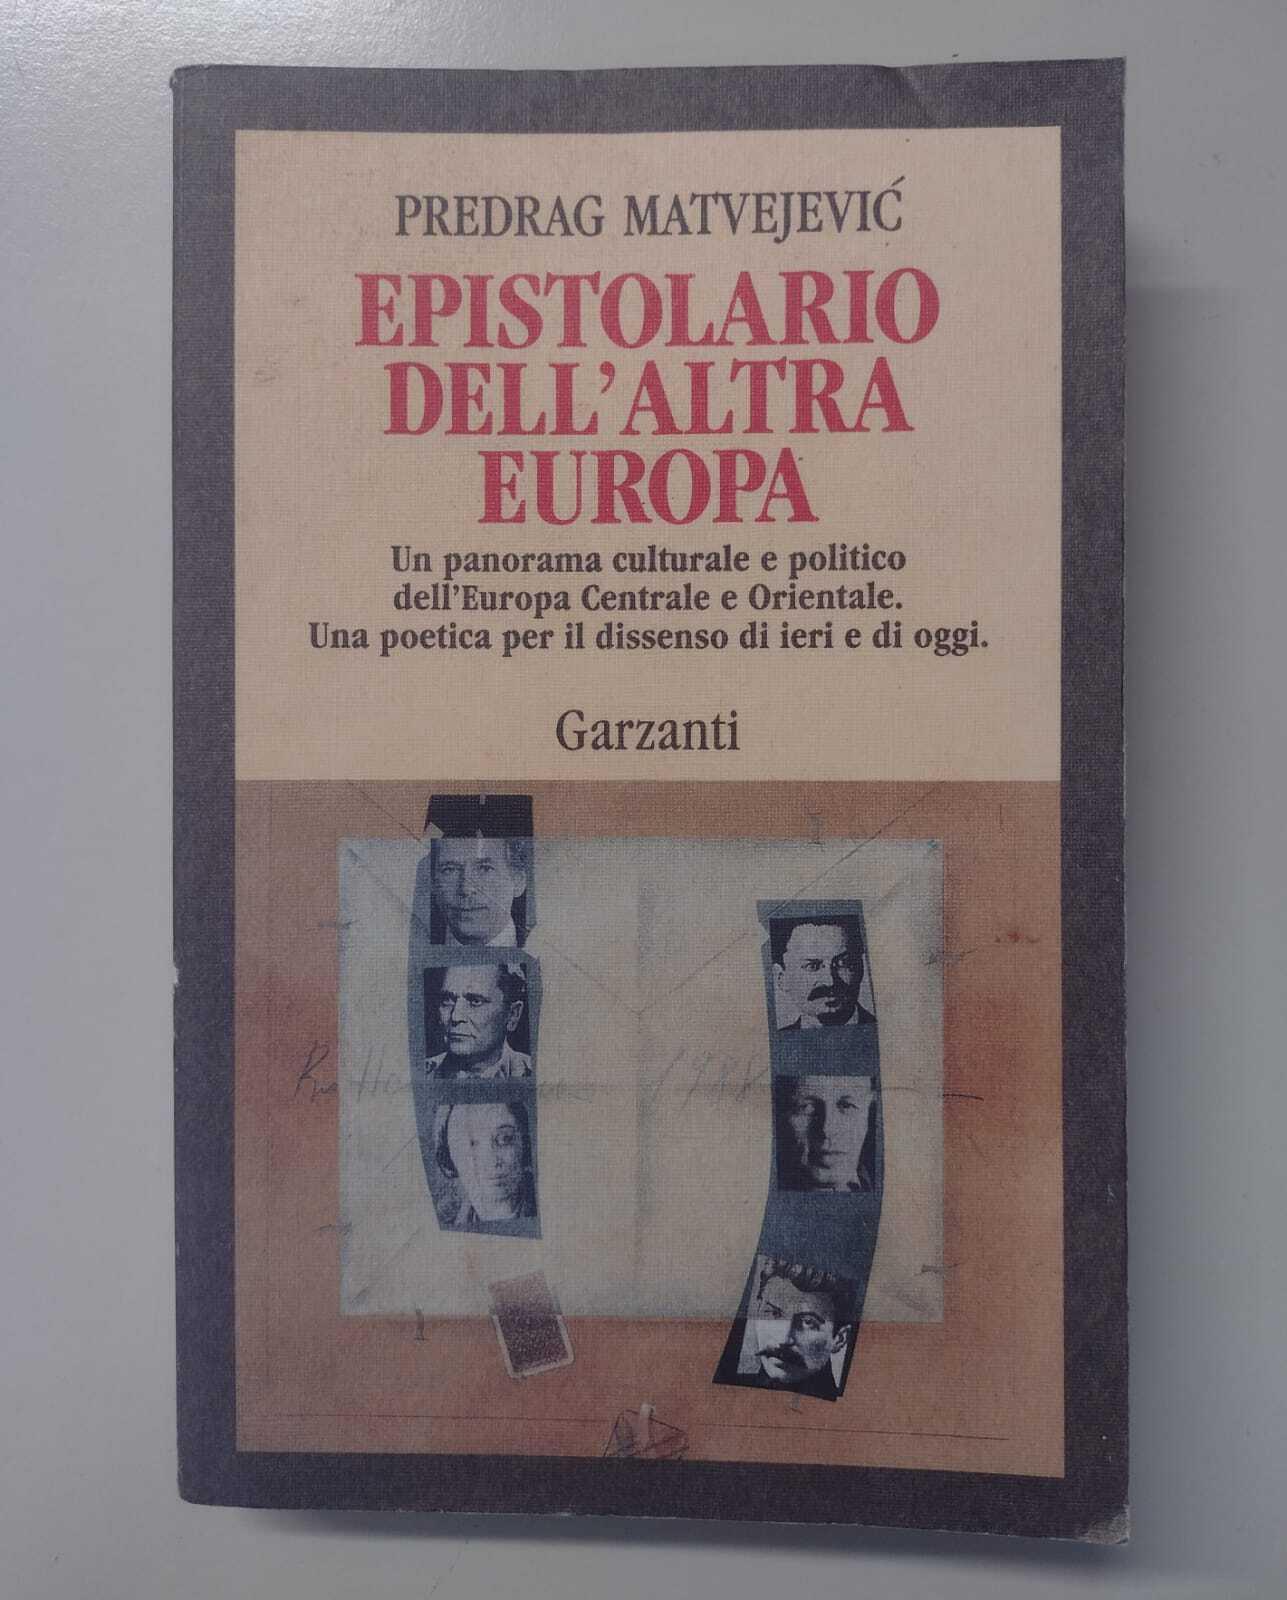 PREDRAG MATVEJEVIĆ
EPISTOLARIO
DELL'ALTRA
EUROPA
Un panorama culturale e politico
dell'Europa Centrale e Orientale.
Una poetica per il dissenso di ieri e di oggi.
Garzanti